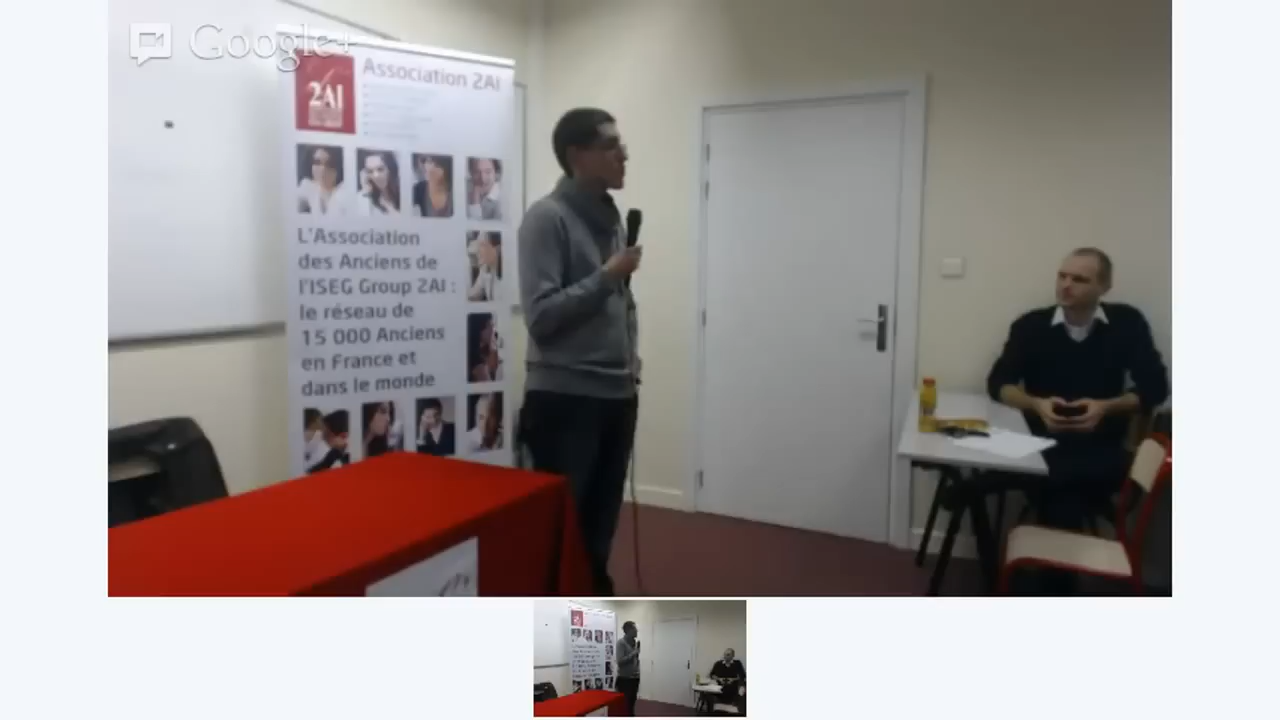 Google+
Association 2AI
2AI
L'Association
des Anciens de
l'ISEG Group 2AI :
le réseau de
15 000 Anciens
en France et
dans le monde